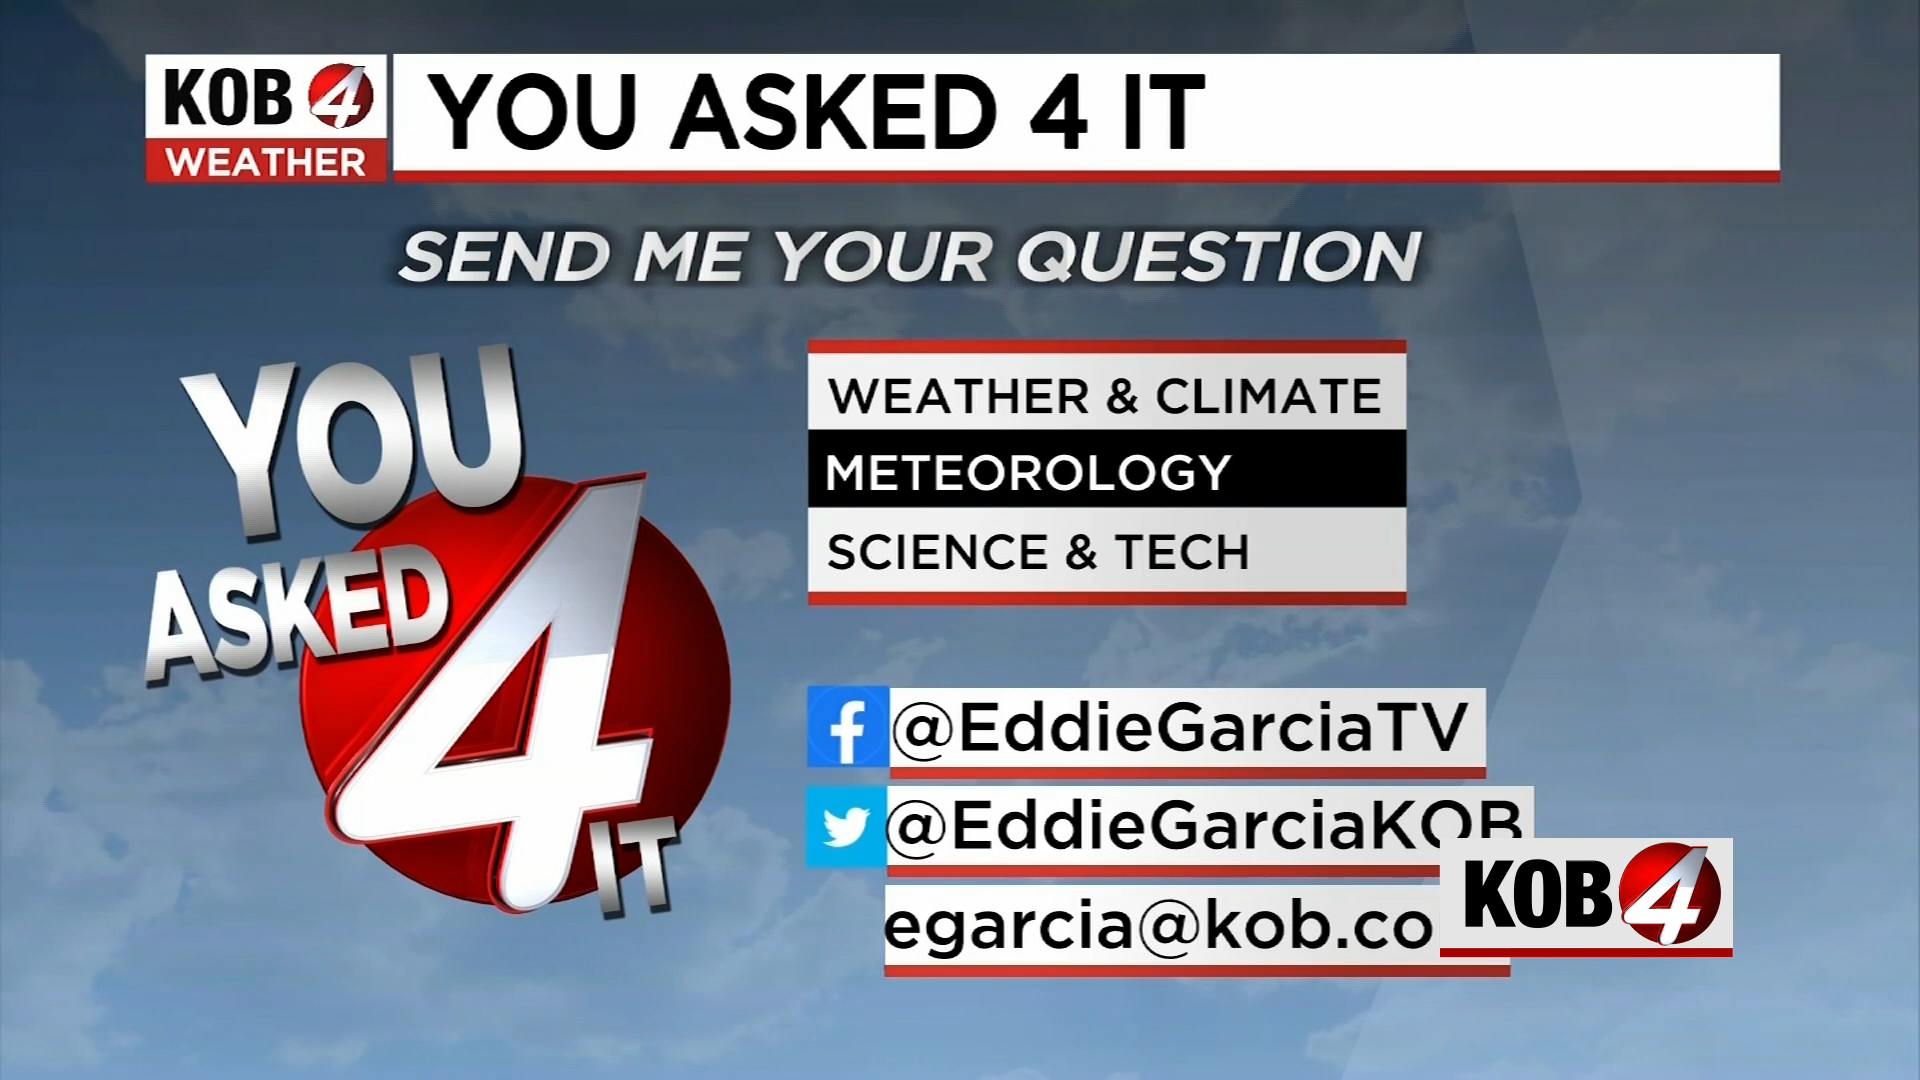 KOB 4
WEATHER
YOU ASKED 4 IT
SEND ME YOUR QUESTION
YOU
ASKED
4
IT
WEATHER & CLIMATE
METEOROLOGY
SCIENCE & TECH
@EddieGarciaTV
@EddieGarciaKOB
egarcia@kob.co
KOB 4